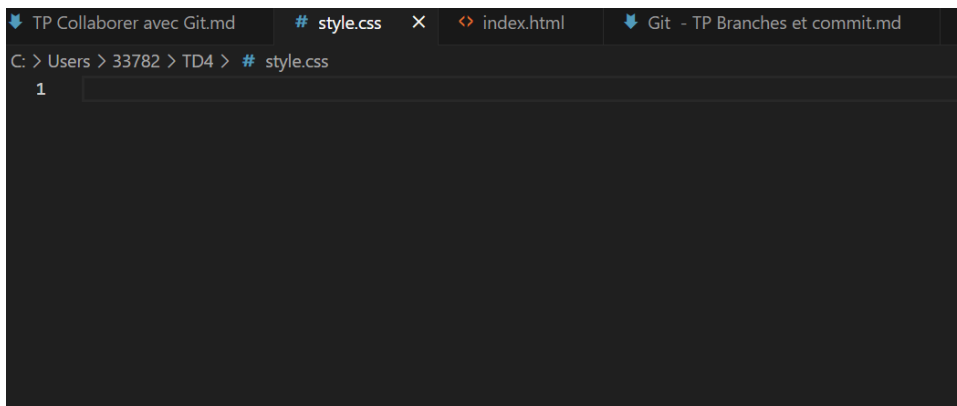 TP Collaborer avec Git.md # style.css × <> index.html Git - TP Branches et commit.md
C: > Users > 33782 > TD4 > # style.css
1